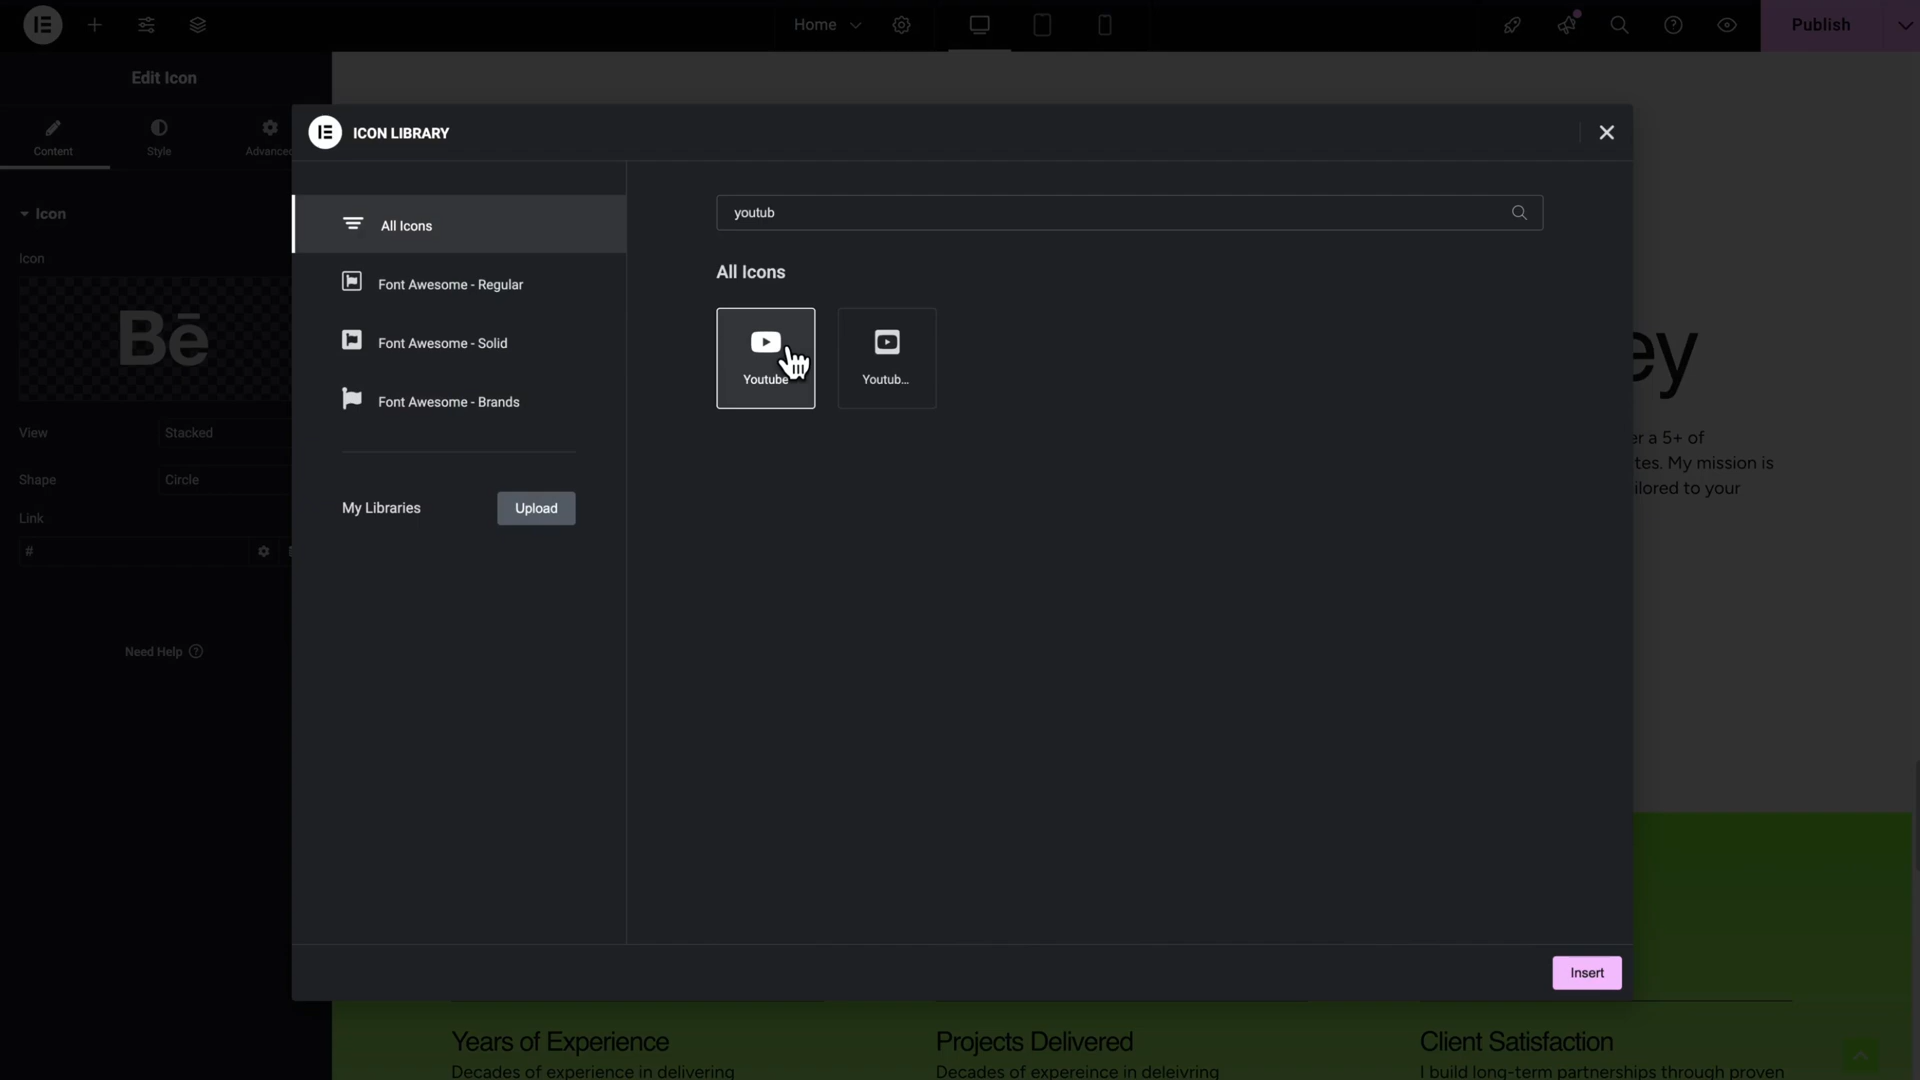 Home
Publish
Edit Icon
Content
Style
Advanced
ICON LIBRARY
All Icons
Font Awesome - Regular
Font Awesome - Solid
Font Awesome - Brands
My Libraries
Upload
youtub
All Icons
Youtube
Youtub...
Insert
Icon
Icon
Bē
View
Stacked
Shape
Circle
Link
#
Need Help
ey
er a 5+ of
tes. My mission is
ilored to your
Years of Experience
Decades of experience in delivering
Projects Delivered
Decades of expereince in deleivring
Client Satisfaction
I build long-term partnerships through proven